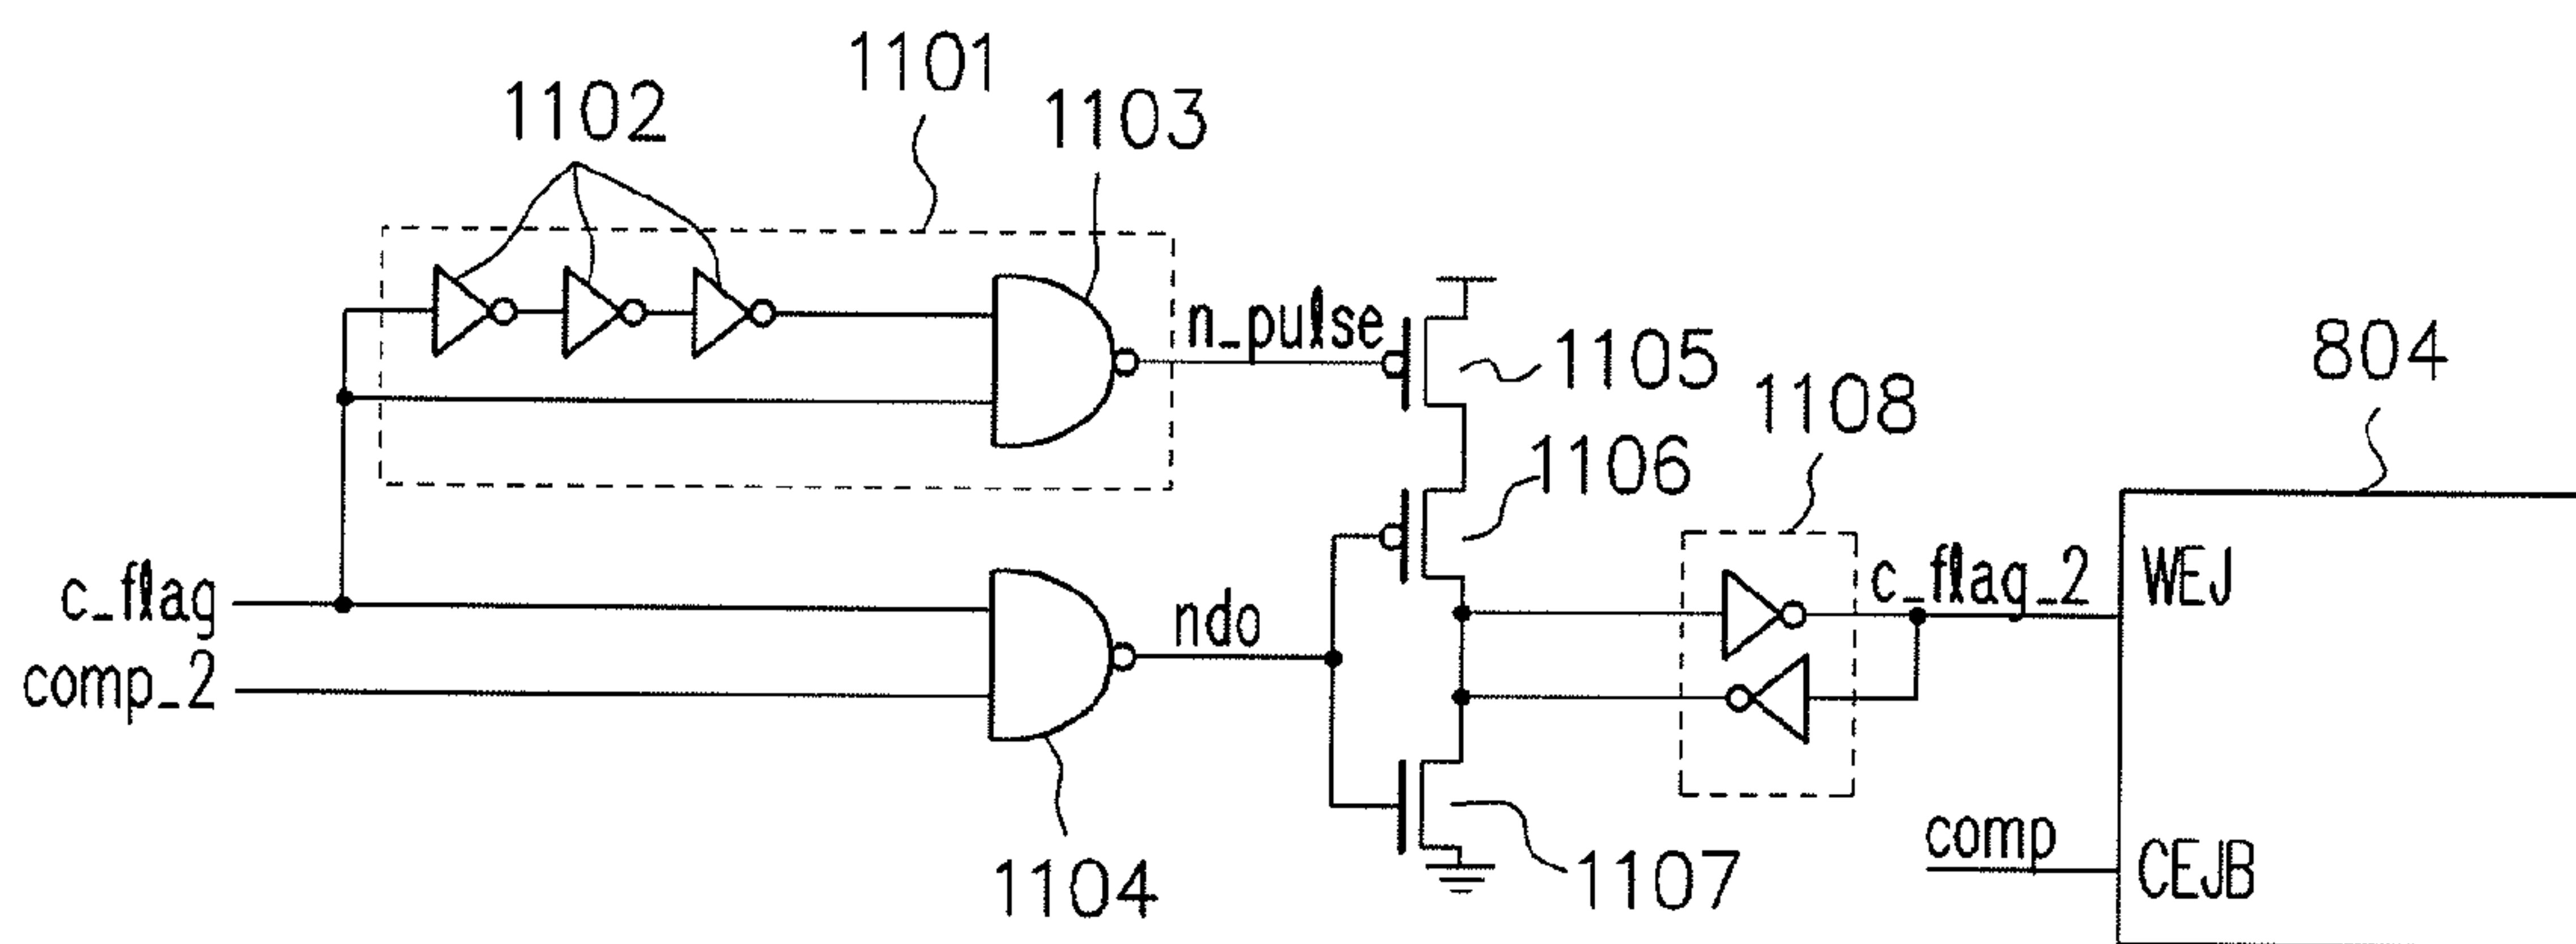 1101
1102
1103
n_pulse
1105
804
1108
1106
c_flag
ndo
c_flag_2
WEJ
comp_2
comp
CEJB
1104
1107